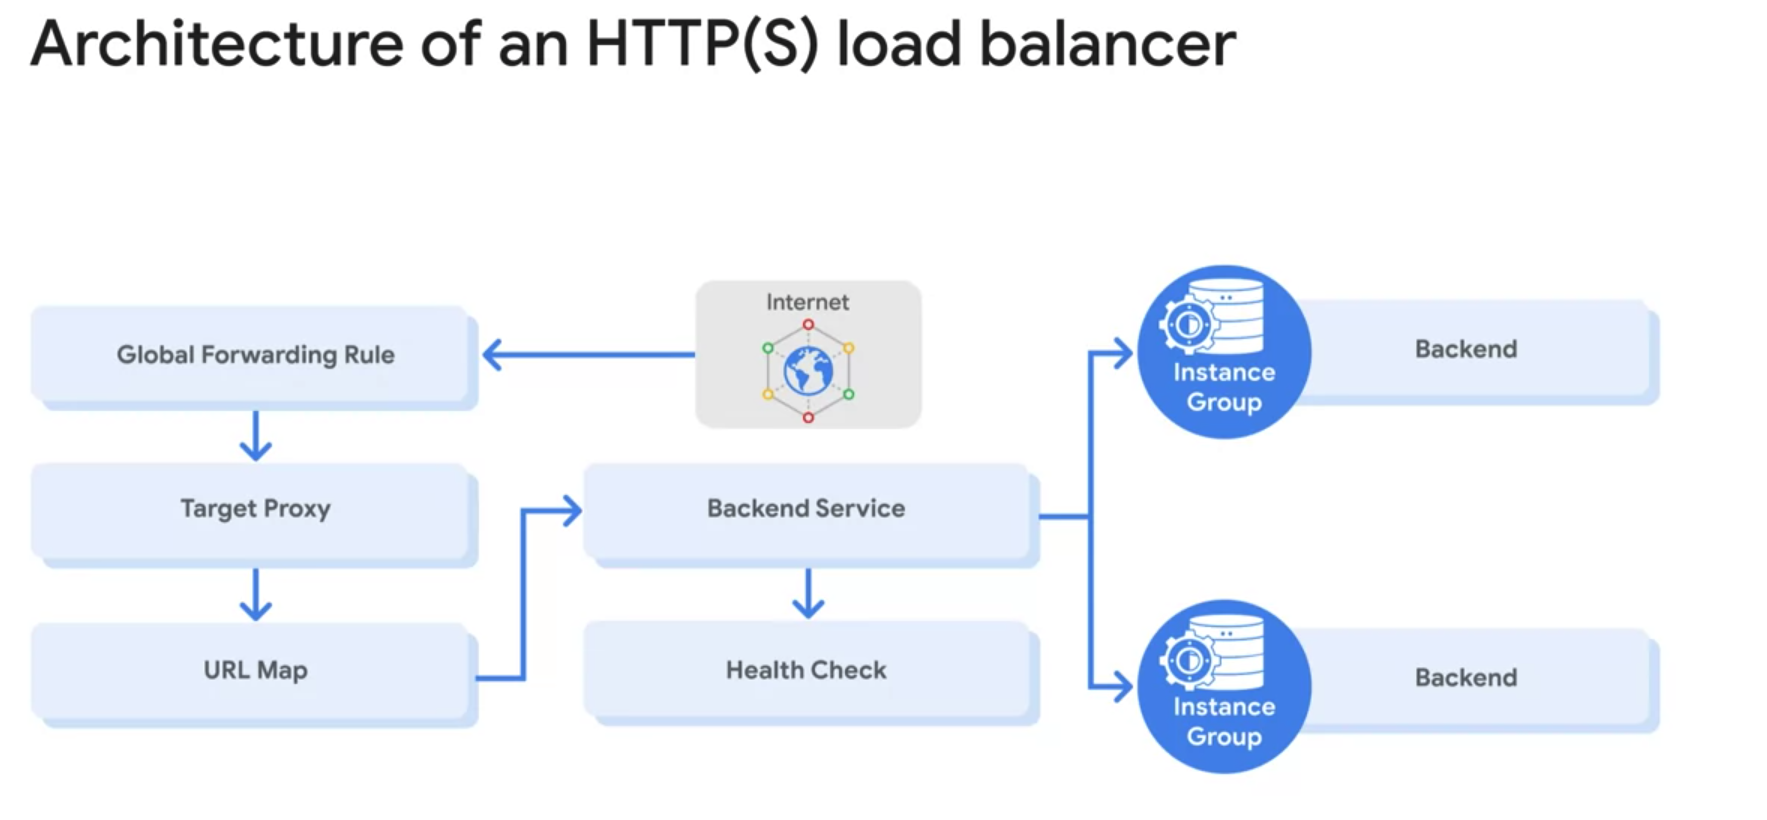 Architecture of an HTTP(S) load balancer
Internet
Global Forwarding Rule
Target Proxy
URL Map
Backend Service
Health Check
Instance
Group
Backend
Instance
Group
Backend